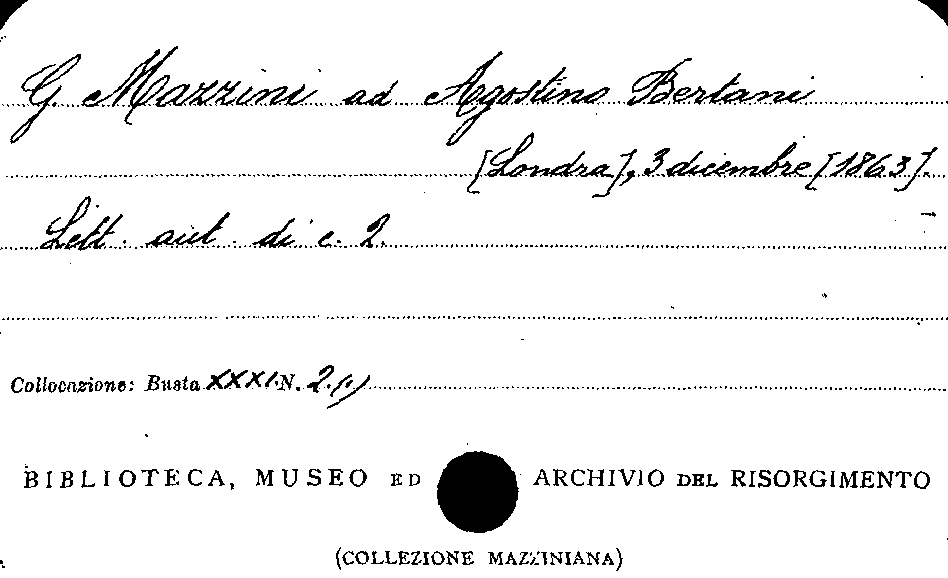 G. Mazzini ad Agostino Bertani
[Londra], 3 dicembre [1863].
Lett. aut. di c. 2.
Collocazione: Busta XXXI. N. 2.(1)
BIBLIOTECA, MUSEO ED ARCHIVIO DEL RISORGIMENTO
(COLLEZIONE MAZZINIANA)